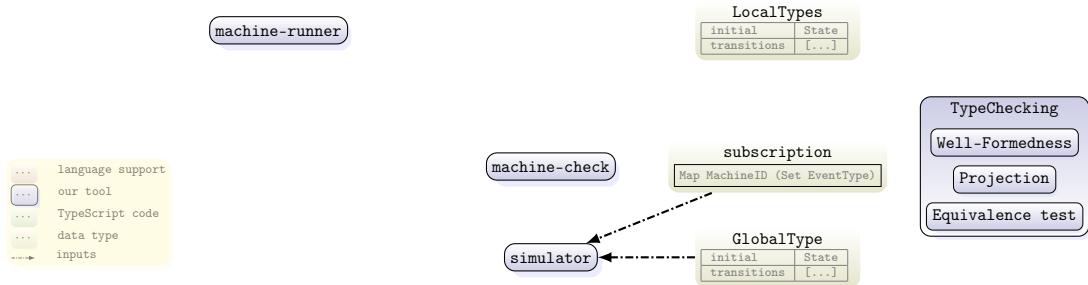 machine-runner
LocalTypes
initial State
transitions [...]
TypeChecking
Well-Formedness
Projection
Equivalence test
machine-check
subscription
Map MachineID (Set EventType)
simulator
GlobalType
initial State
transitions [...]
... language support
... our tool
... TypeScript code
... data type
inputs